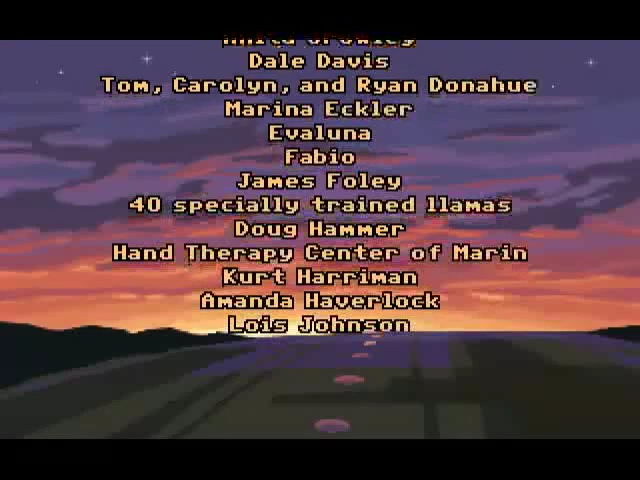 Dale Davis
Tom, Carolyn, and Ryan Donahue
Marina Eckler
Evaluna
Fabio
James Foley
40 specially trained llamas
Doug Hammer
Hand Therapy Center of Marin
Kurt Harriman
Amanda Haverlock
Lois Johnson